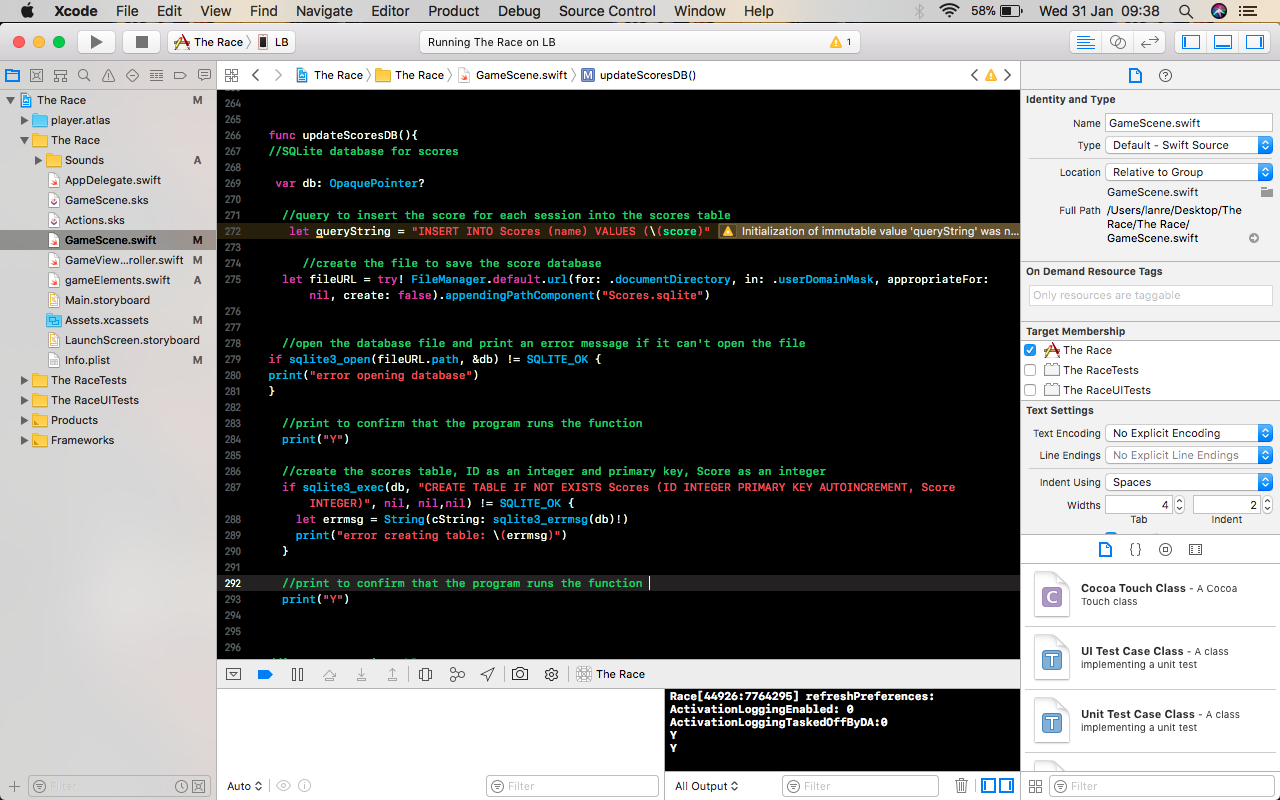 Xcode File Edit View Find Navigate Editor Product Debug Source Control Window Help 58% Wed 31 Jan 09:38
The Race LB Running The Race on LB 1
The Race The Race GameScene.swift M updateScoresDB()
The Race M
player.atlas
The Race
Sounds A
AppDelegate.swift
GameScene.sks
Actions.sks
GameScene.swift M
GameView...roller.swift M
gameElements.swift A
Main.storyboard
Assets.xcassets M
LaunchScreen.storyboard
Info.plist M
The RaceTests
The RaceUITests
Products
Frameworks
Filter
264
265
266 func updateScoresDB(){
267 //SQLite database for scores
268
269 var db: OpaquePointer?
270
271 //query to insert the score for each session into the scores table
272 let queryString = "INSERT INTO Scores (name) VALUES (\(score)" Initialization of immutable value 'queryString' was n...
273
274 //create the file to save the score database
275 let fileURL = try! FileManager.default.url(for: .documentDirectory, in: .userDomainMask, appropriateFor:
nil, create: false).appendingPathComponent("Scores.sqlite")
276
277
278 //open the database file and print an error message if it can't open the file
279 if sqlite3_open(fileURL.path, &db) != SQLITE_OK {
280 print("error opening database")
281 }
282
283 //print to confirm that the program runs the function
284 print("Y")
285
286 //create the scores table, ID as an integer and primary key, Score as an integer
287 if sqlite3_exec(db, "CREATE TABLE IF NOT EXISTS Scores (ID INTEGER PRIMARY KEY AUTOINCREMENT, Score
INTEGER)", nil, nil,nil) != SQLITE_OK {
288 let errmsg = String(cString: sqlite3_errmsg(db)!)
289 print("error creating table: \(errmsg)")
290 }
291
292 //print to confirm that the program runs the function
293 print("Y")
294
295
296
The Race
Race[44926:7764295] refreshPreferences:
ActivationLoggingEnabled: 0
ActivationLoggingTaskedOffByDA:0
Y
Y
Auto Filter All Output Filter
Identity and Type
Name GameScene.swift
Type Default - Swift Source
Location Relative to Group
GameScene.swift
Full Path /Users/lanre/Desktop/The
Race/The Race/
GameScene.swift
On Demand Resource Tags
Only resources are taggable
Target Membership
The Race
The RaceTests
The RaceUITests
Text Settings
Text Encoding No Explicit Encoding
Line Endings No Explicit Line Endings
Indent Using Spaces
Widths 4 2
Tab Indent
C Cocoa Touch Class - A Cocoa
Touch class
T UI Test Case Class - A class
implementing a unit test
T Unit Test Case Class - A class
implementing a unit test
Filter